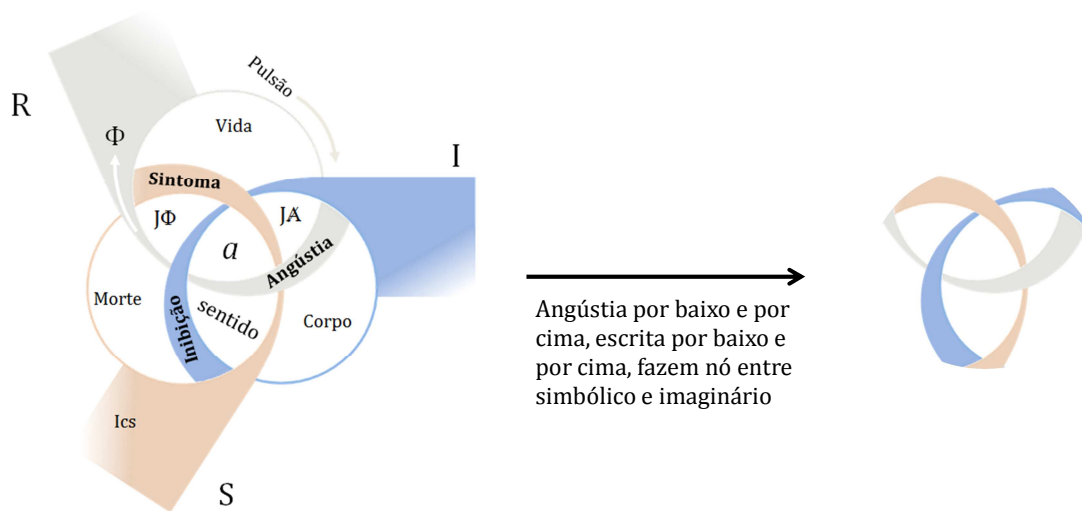 R
Φ
Pulsão
Vida
I
Sintoma
JΦ
JA̸
a
Angústia
Morte
Inibição
sentido
Corpo
Ics
S
Angústia por baixo e por
cima, escrita por baixo e
por cima, fazem nó entre
simbólico e imaginário